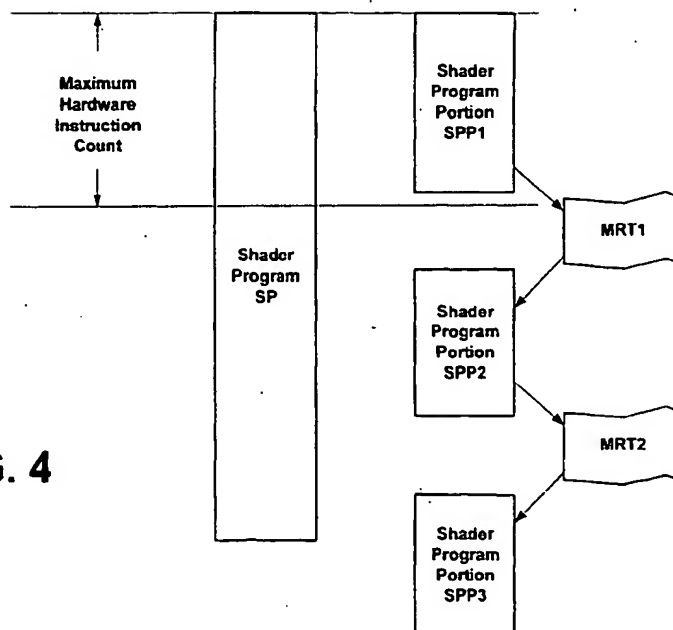 Maximum
Hardware
Instruction
Count
Shader
Program
SP
Shader
Program
Portion
SPP1
MRT1
Shader
Program
Portion
SPP2
MRT2
Shader
Program
Portion
SPP3
G. 4